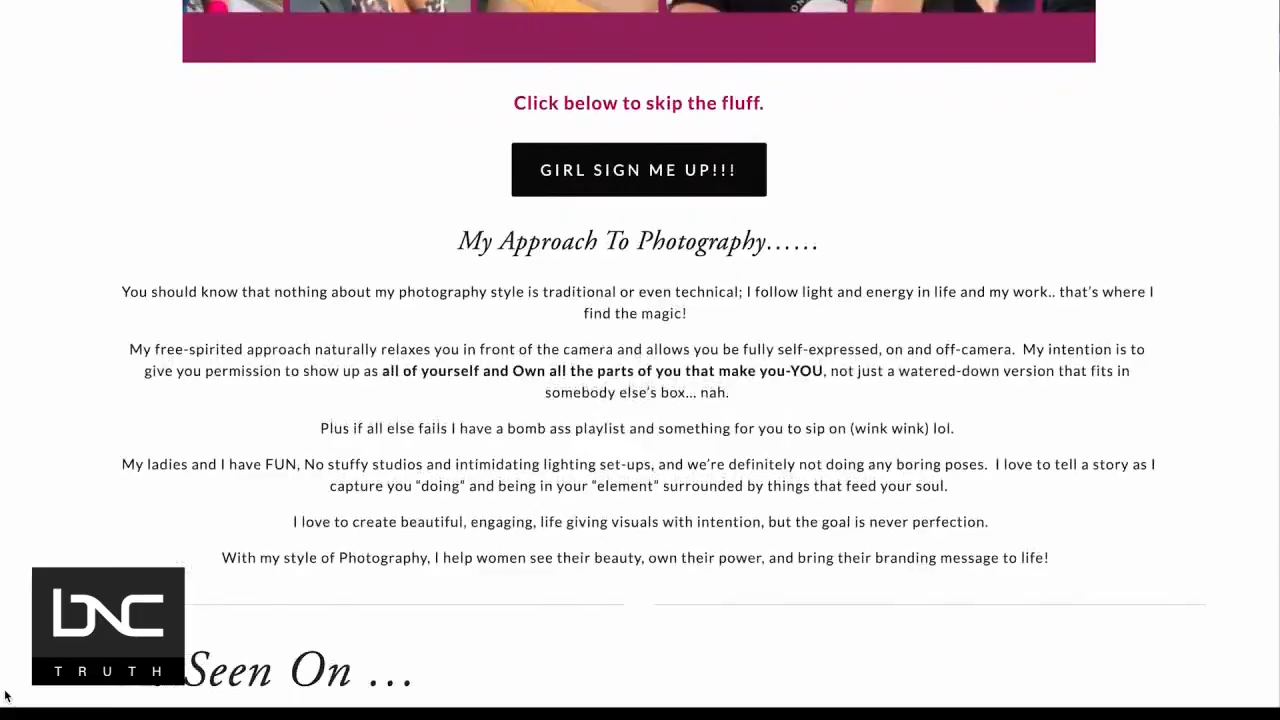 Click below to skip the fluff.
GIRL SIGN ME UP!!!
My Approach To Photography......
You should know that nothing about my photography style is traditional or even technical; I follow light and energy in life and my work.. that's where I
find the magic!
My free-spirited approach naturally relaxes you in front of the camera and allows you be fully self-expressed, on and off-camera.  My intention is to
give you permission to show up as all of yourself and Own all the parts of you that make you-YOU, not just a watered-down version that fits in
somebody else's box... nah.
Plus if all else fails I have a bomb ass playlist and something for you to sip on (wink wink) lol.
My ladies and I have FUN, No stuffy studios and intimidating lighting set-ups, and we're definitely not doing any boring poses.  I love to tell a story as I
capture you “doing” and being in your “element” surrounded by things that feed your soul.
I love to create beautiful, engaging, life giving visuals with intention, but the goal is never perfection.
With my style of Photography, I help women see their beauty, own their power, and bring their branding message to life!
bnc
TRUTH
Seen On ...